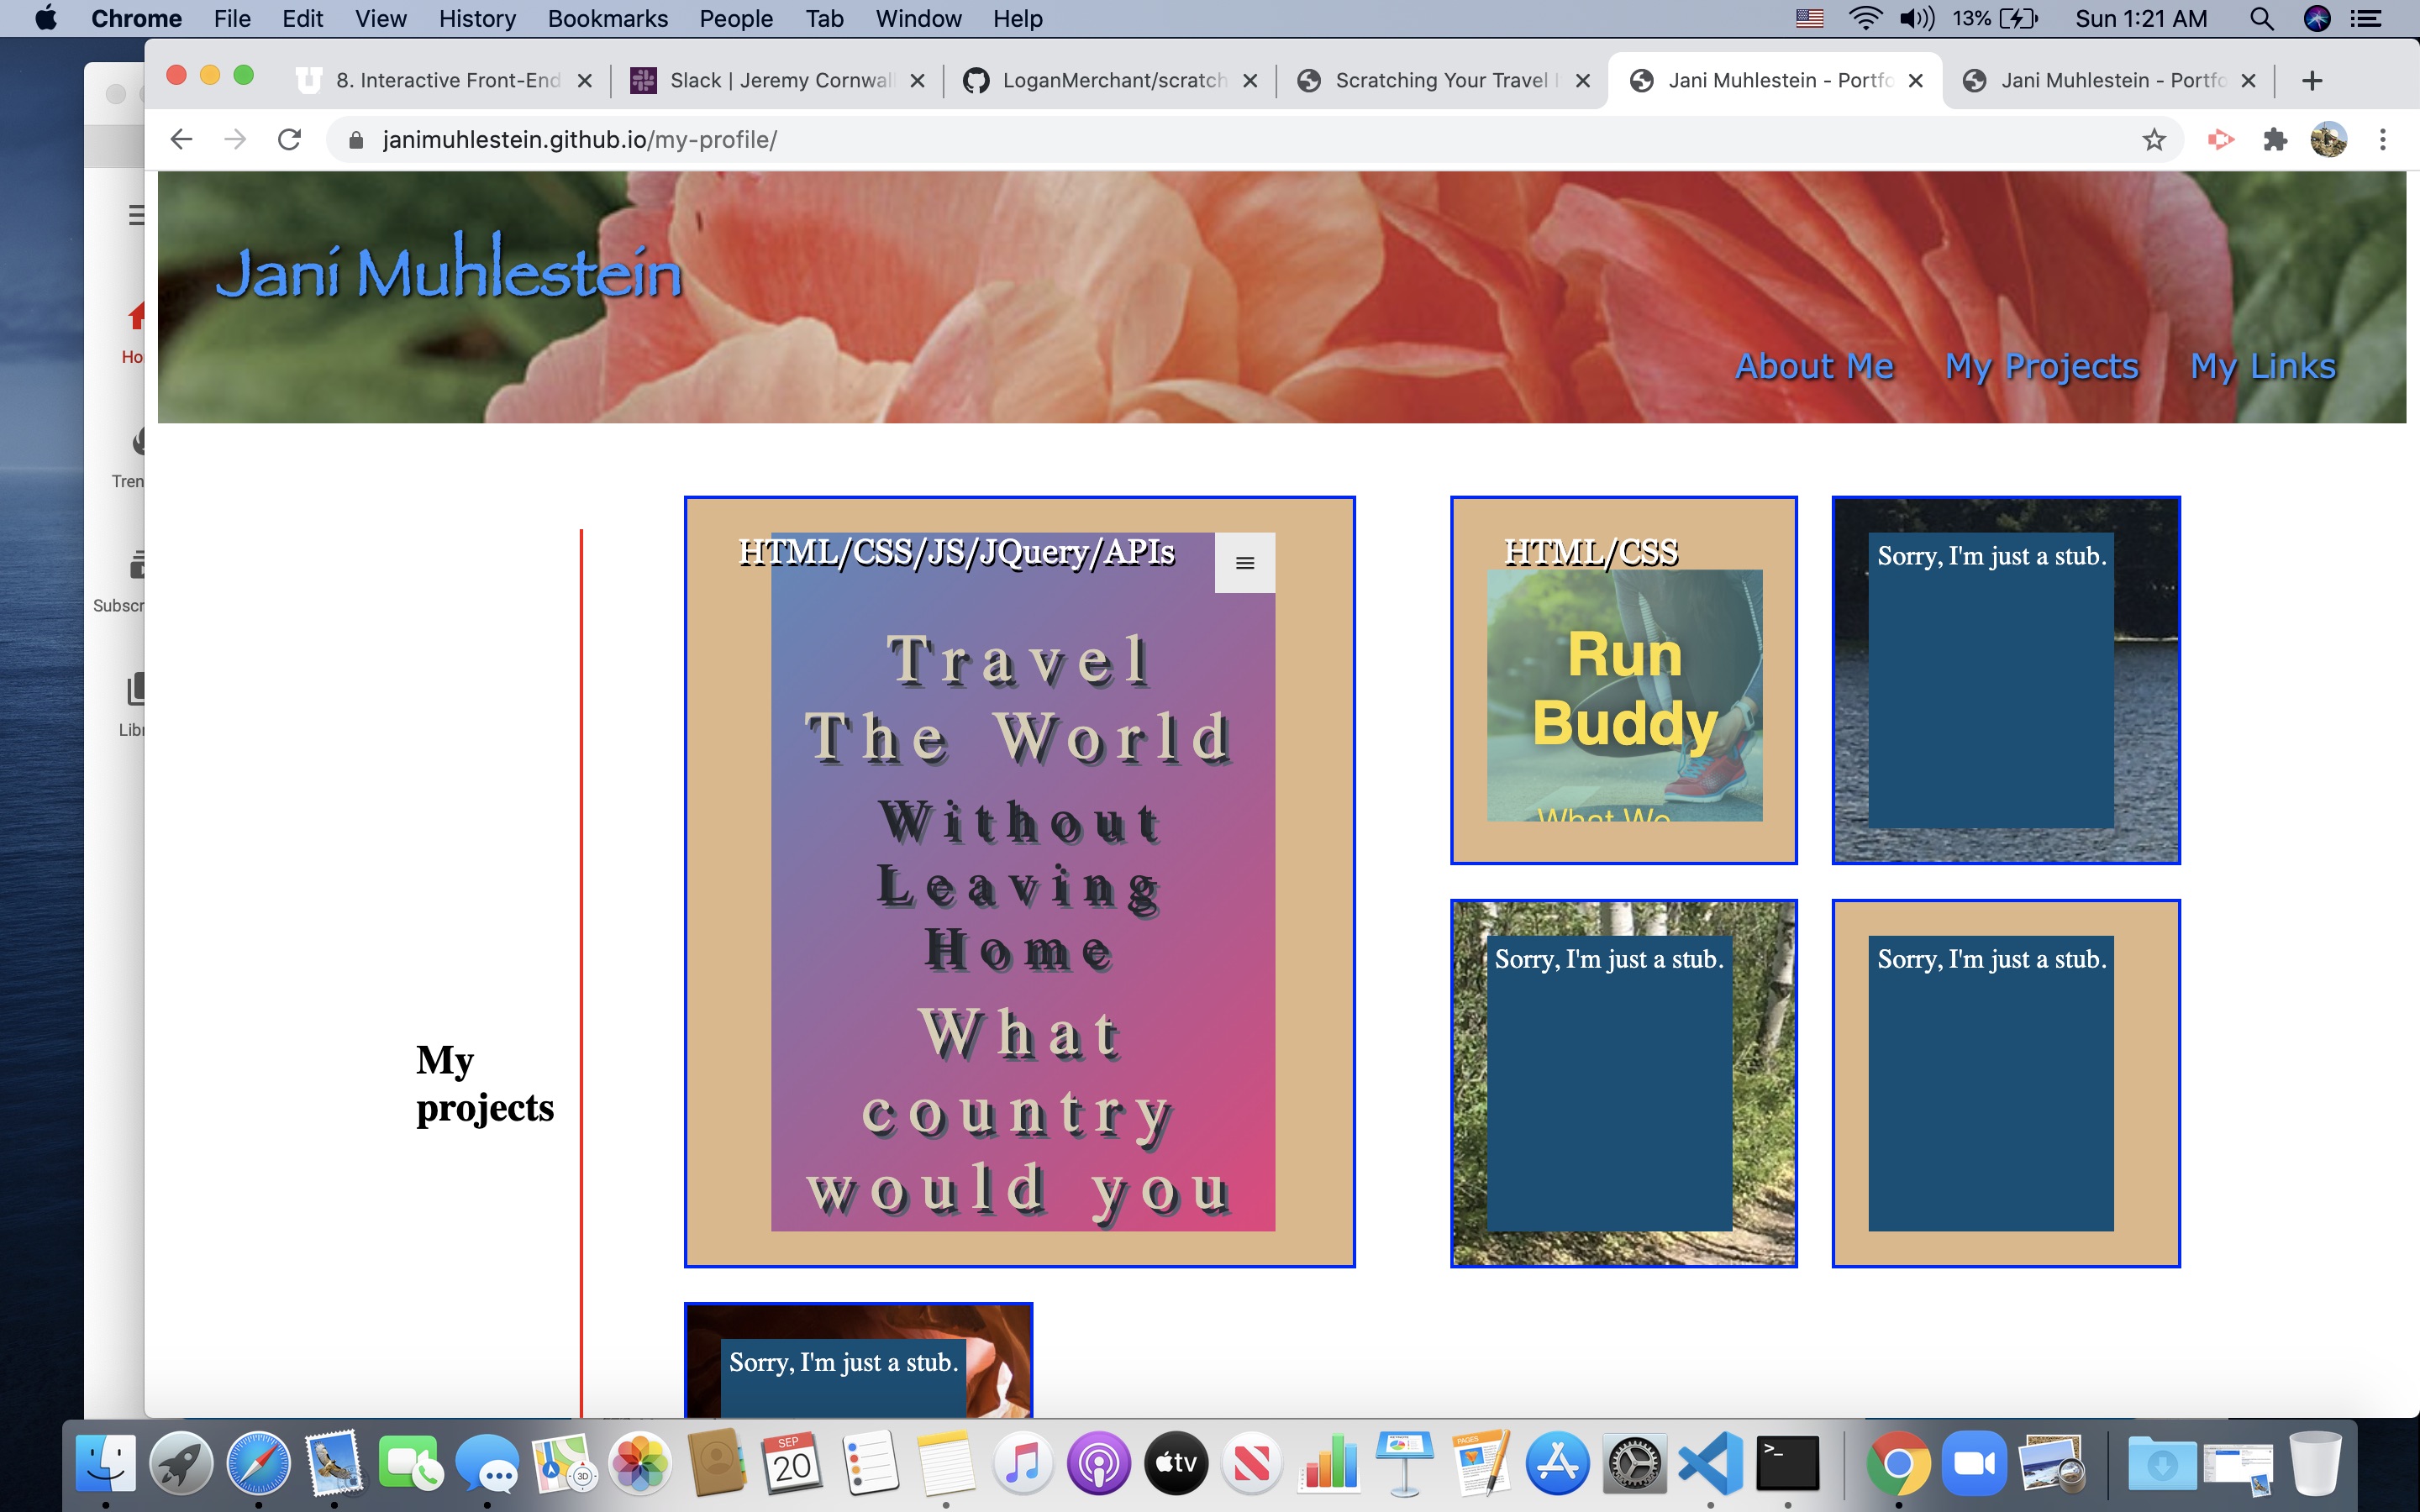 Chrome File Edit View History Bookmarks People Tab Window Help 13% Sun 1:21 AM
8. Interactive Front-End Slack | Jeremy Cornwal LoganMerchant/scratch Scratching Your Travel Jani Muhlestein - Portfo Jani Muhlestein - Portfo
janimuhlestein.github.io/my-profile/
Jani Muhlestein
About Me My Projects My Links
Ho
Tren
Subscr
Libr
My
projects
HTML/CSS/JS/JQuery/APIs
Travel
The World
Without
Leaving
Home
What
country
would you
HTML/CSS
Run
Buddy
What We
Sorry, I'm just a stub.
Sorry, I'm just a stub.
Sorry, I'm just a stub.
Sorry, I'm just a stub.
3D
SEP
20
tv
>_